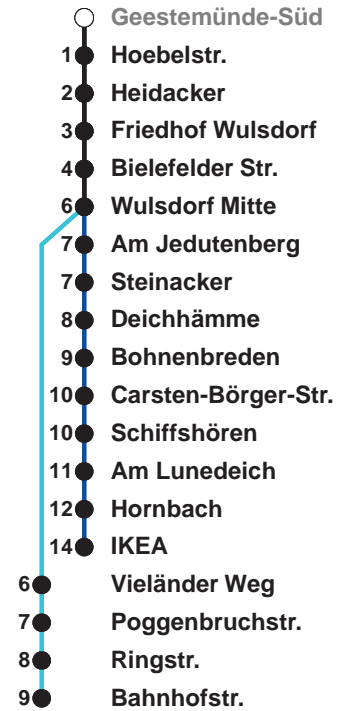 Geestemünde-Süd
1 Hoebelstr.
2 Heidacker
3 Friedhof Wulsdorf
4 Bielefelder Str.
6 Wulsdorf Mitte
7 Am Jedutenberg
7 Steinacker
8 Deichhämme
9 Bohnenbreden
10 Carsten-Börger-Str.
10 Schiffshören
11 Am Lunedeich
12 Hornbach
14 IKEA
6 Vieländer Weg
7 Poggenbruchstr.
8 Ringstr.
9 Bahnhofstr.